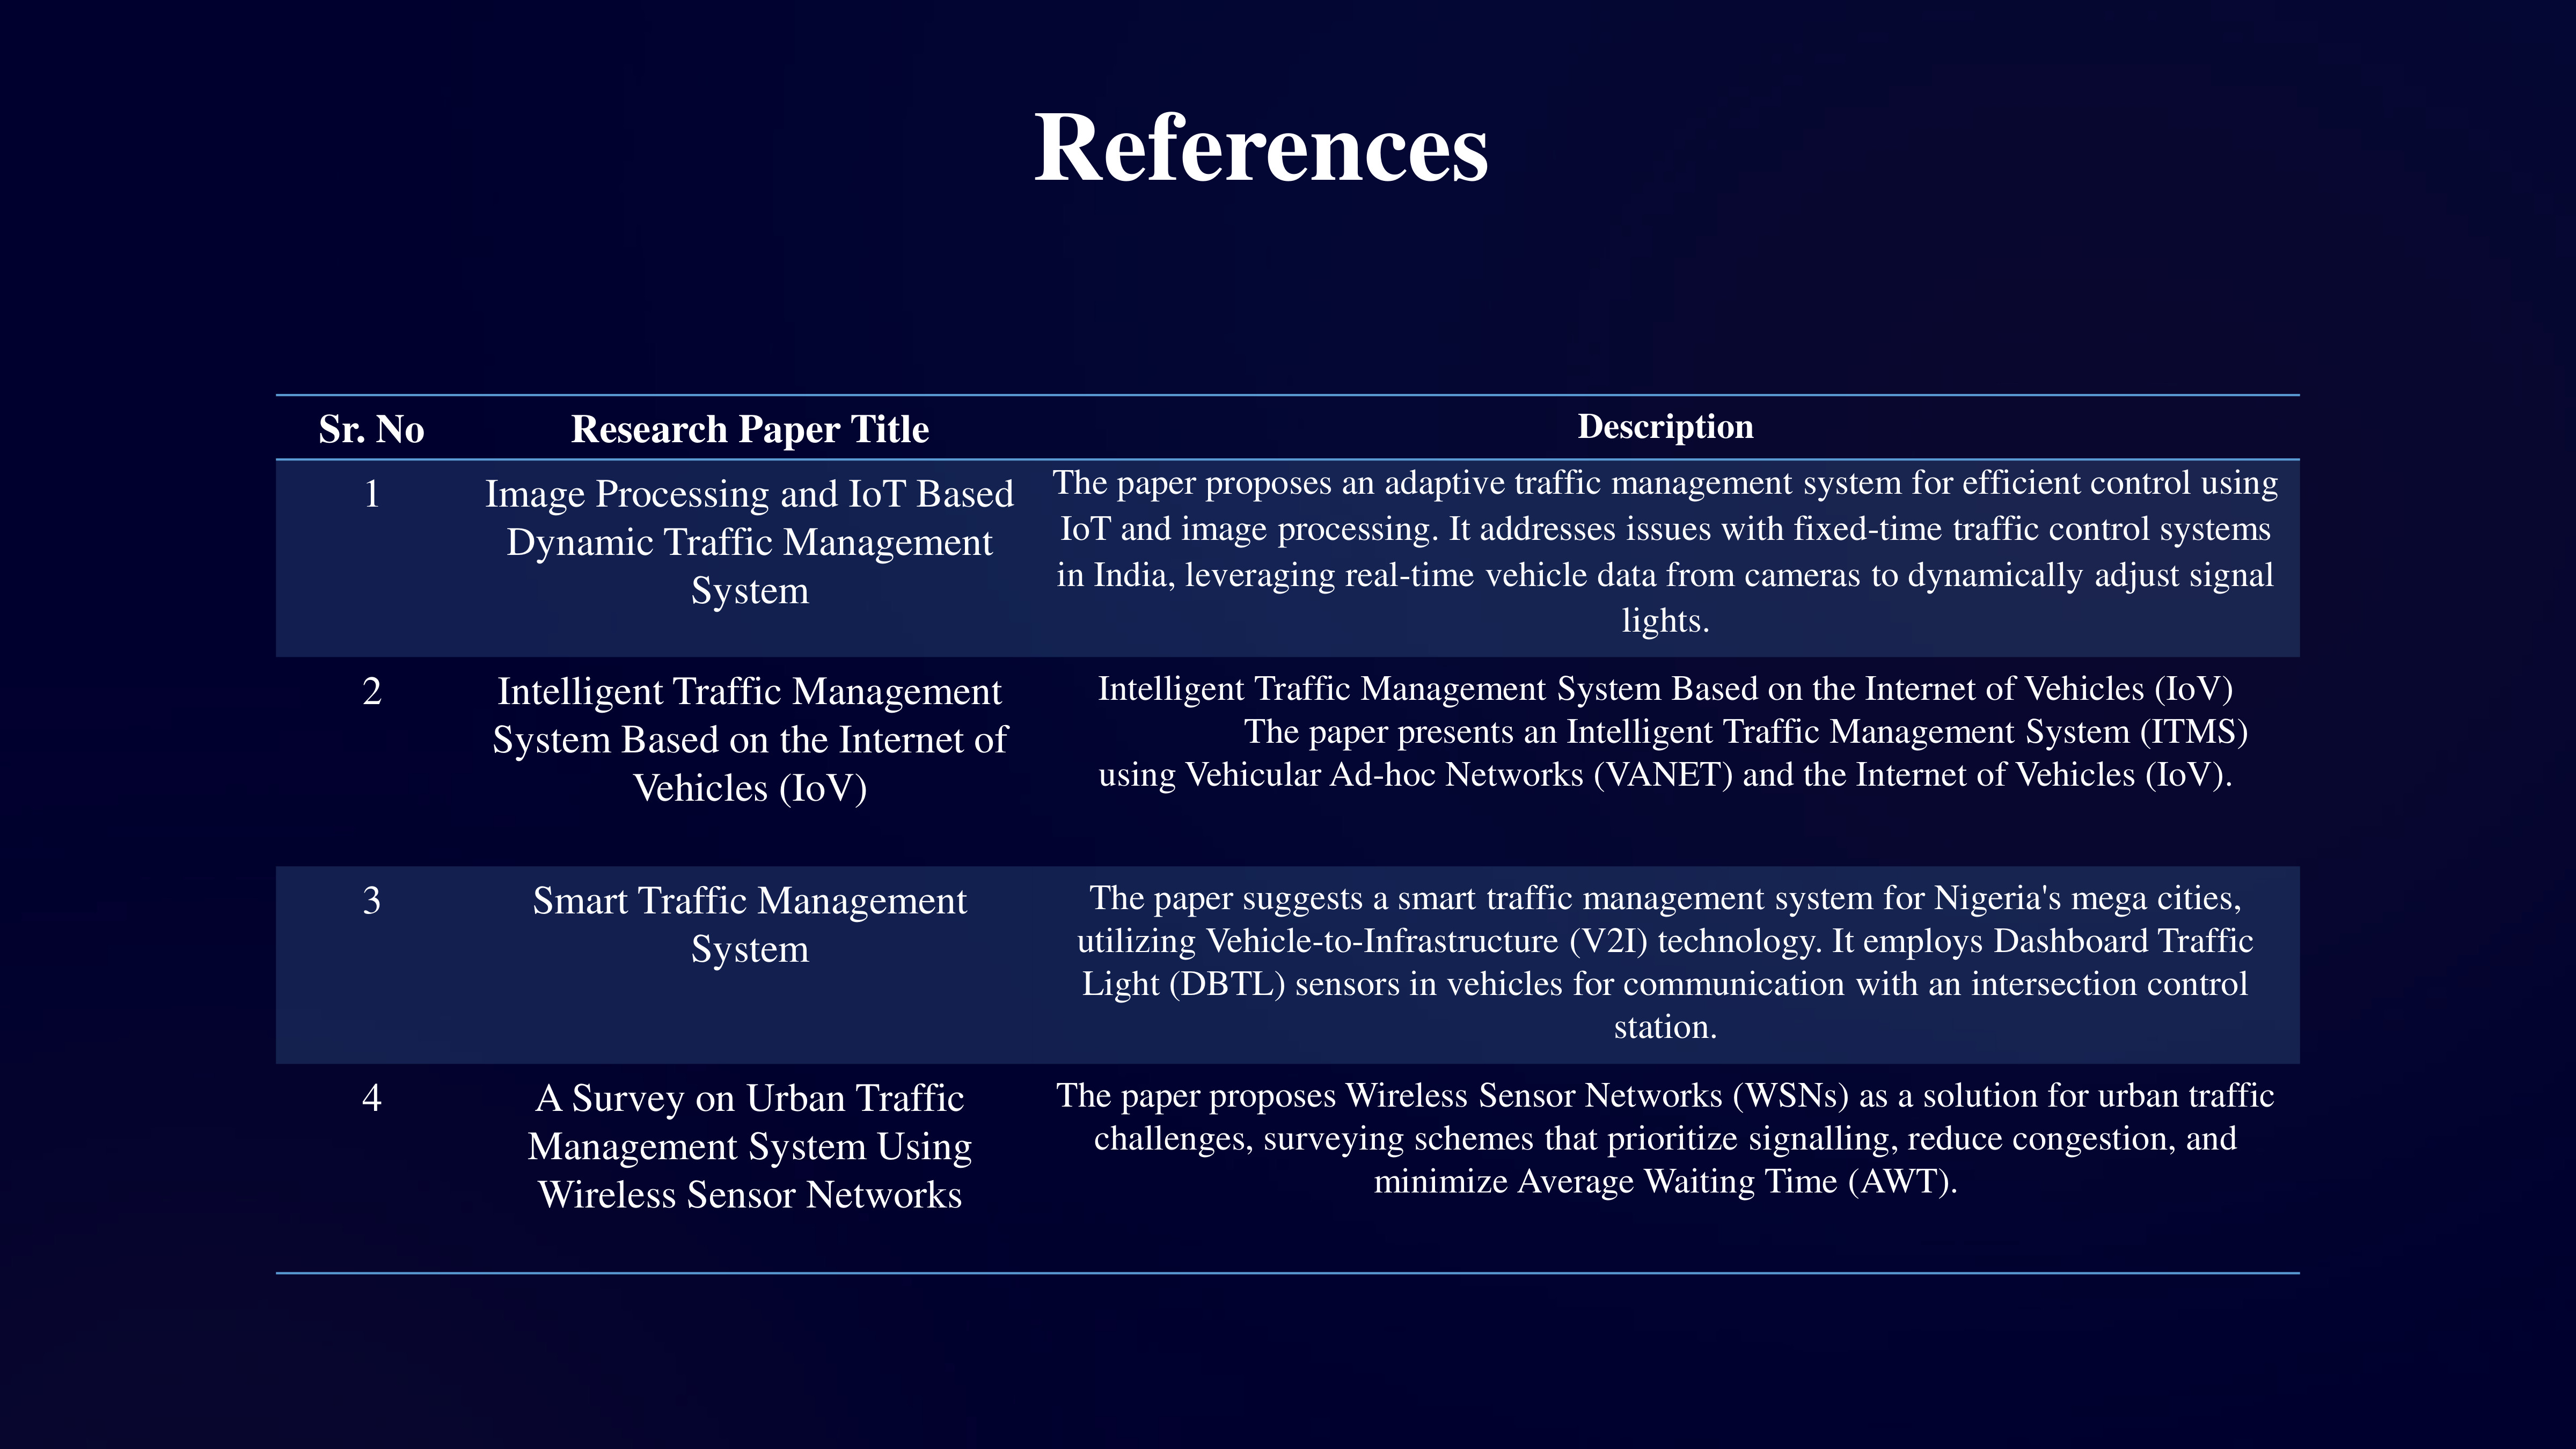 References
Sr. No
Research Paper Title
Description
1
Image Processing and IoT Based
Dynamic Traffic Management
System
The paper proposes an adaptive traffic management system for efficient control using
IoT and image processing. It addresses issues with fixed-time traffic control systems
in India, leveraging real-time vehicle data from cameras to dynamically adjust signal
lights.
2
Intelligent Traffic Management
System Based on the Internet of
Vehicles (IoV)
Intelligent Traffic Management System Based on the Internet of Vehicles (IoV)
The paper presents an Intelligent Traffic Management System (ITMS)
using Vehicular Ad-hoc Networks (VANET) and the Internet of Vehicles (IoV).
3
Smart Traffic Management
System
The paper suggests a smart traffic management system for Nigeria's mega cities,
utilizing Vehicle-to-Infrastructure (V2I) technology. It employs Dashboard Traffic
Light (DBTL) sensors in vehicles for communication with an intersection control
station.
4
A Survey on Urban Traffic
Management System Using
Wireless Sensor Networks
The paper proposes Wireless Sensor Networks (WSNs) as a solution for urban traffic
challenges, surveying schemes that prioritize signalling, reduce congestion, and
minimize Average Waiting Time (AWT).